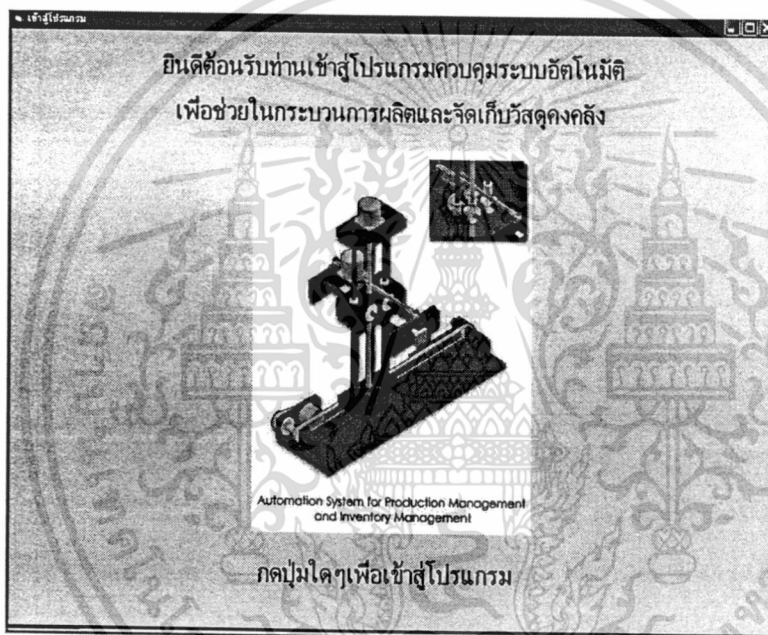 เข้าสู่โปรแกรม
ยินดีต้อนรับท่านเข้าสู่โปรแกรมควบคุมระบบอัตโนมัติ
เพื่อช่วยในกระบวนการผลิตและจัดเก็บวัสดุคงคลัง
Automation System for Production Management
and Inventory Management
กดปุ่มใดๆเพื่อเข้าสู่โปรแกรม